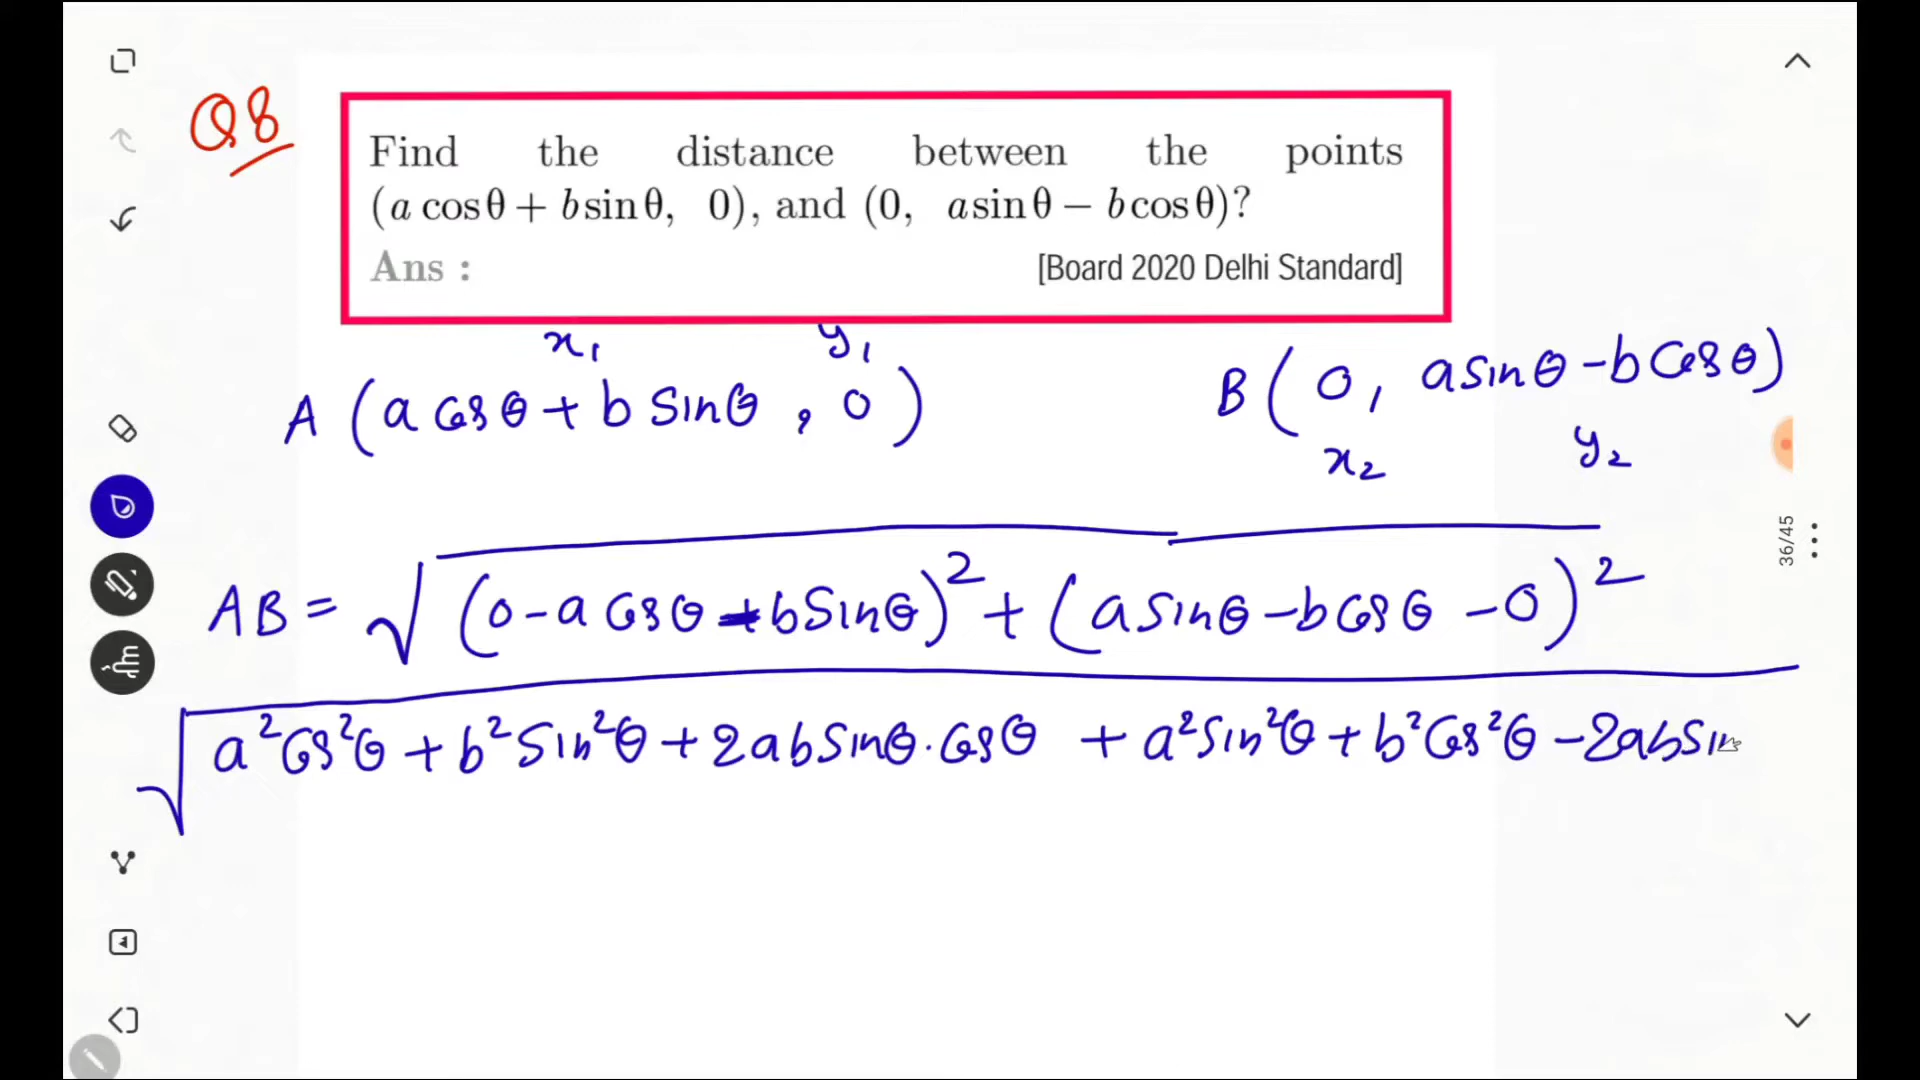 Q8
Find the distance between the points
(a cosθ + b sinθ, 0), and (0, a sinθ − b cosθ)?
Ans :
[Board 2020 Delhi Standard]
x₁ y₁
A (a cosθ + b sinθ , 0)
B (0, a sinθ - b cosθ)
x₂ y₂
AB = √(0 - a cosθ - b sinθ)² + (a sinθ - b cosθ - 0)²
√a²cos²θ + b²sin²θ + 2ab sinθ·cosθ + a²sin²θ + b²cos²θ - 2ab sin
36/45